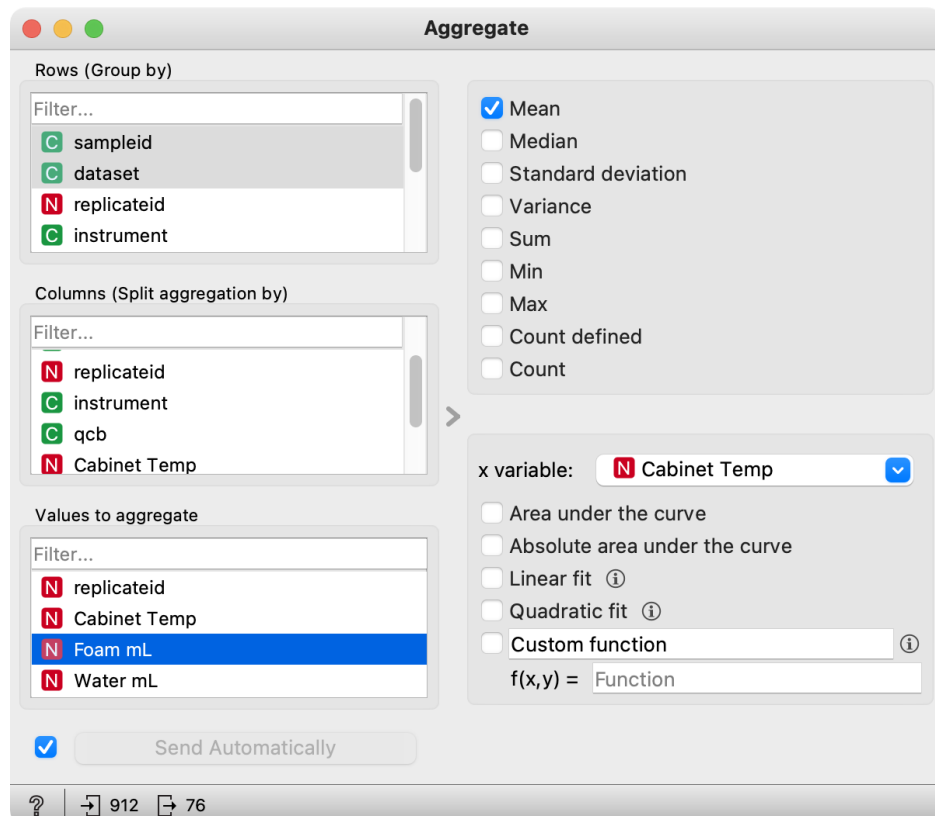 Aggregate
Rows (Group by)
Filter...
C sampleid
C dataset
N replicateid
C instrument
Columns (Split aggregation by)
Filter...
N replicateid
C instrument
C qcb
N Cabinet Temp
Values to aggregate
Filter...
N replicateid
N Cabinet Temp
N Foam mL
N Water mL
Send Automatically
Mean
Median
Standard deviation
Variance
Sum
Min
Max
Count defined
Count
x variable: N Cabinet Temp
Area under the curve
Absolute area under the curve
Linear fit
Quadratic fit
Custom function
f(x,y) = Function
? 912 76